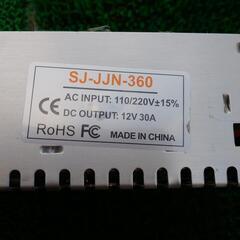 SJ-JJN-360
CE AC INPUT: 110/220V±15%
DC OUTPUT: 12V 30A
RoHS FC MADE IN CHINA